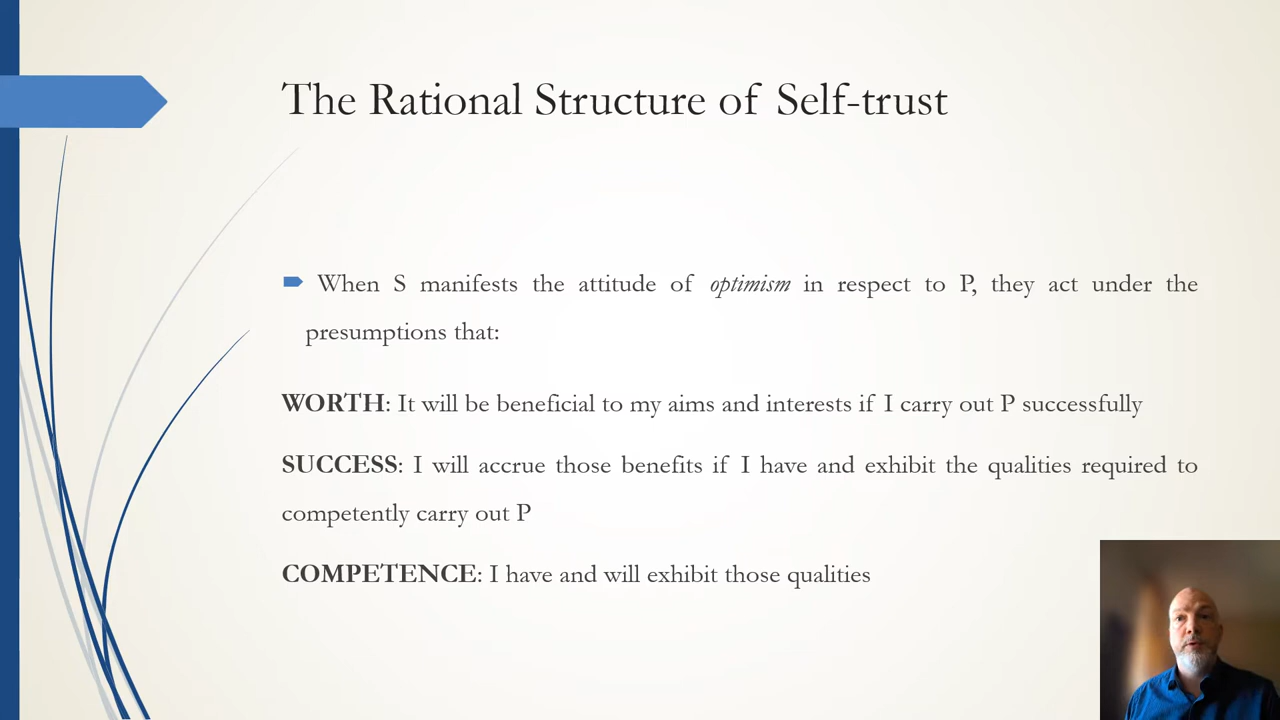 The Rational Structure of Self-trust
When S manifests the attitude of optimism in respect to P, they act under the
presumptions that:
WORTH: It will be beneficial to my aims and interests if I carry out P successfully
SUCCESS: I will accrue those benefits if I have and exhibit the qualities required to
competently carry out P
COMPETENCE: I have and will exhibit those qualities